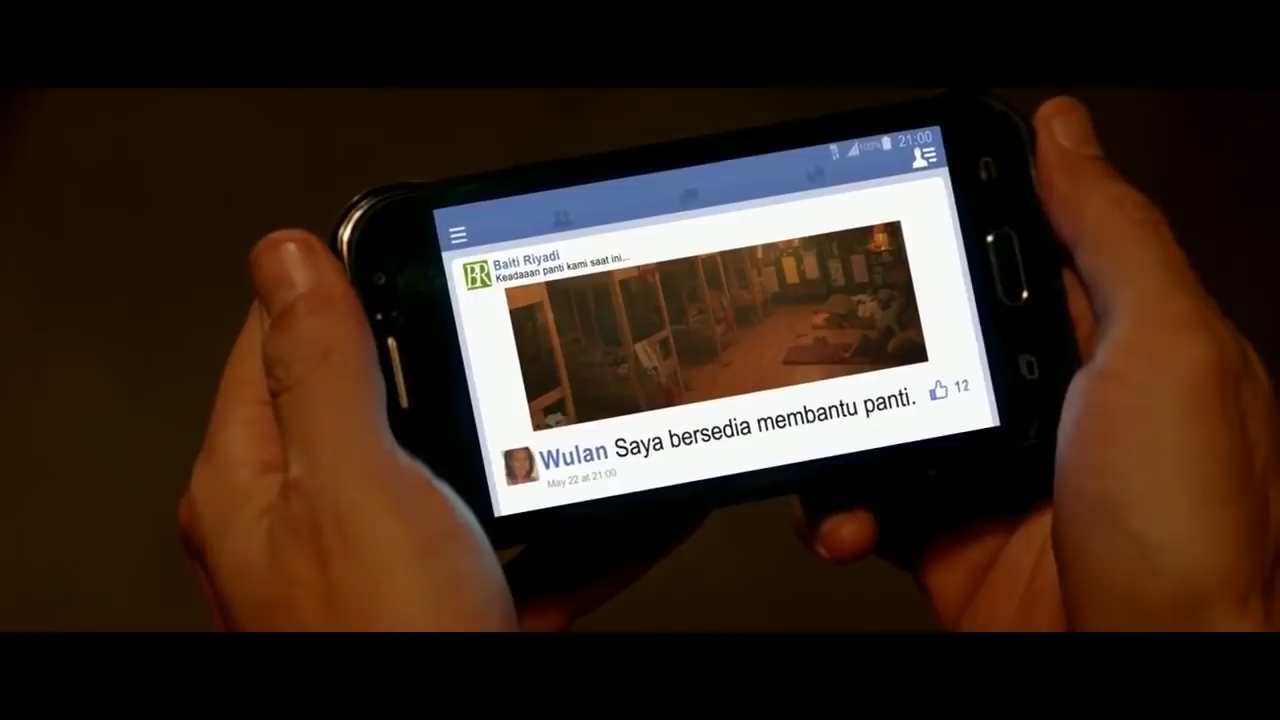 100% 21:00
BR
Baiti Riyadi
Keadaaan panti kami saat ini...
Wulan Saya bersedia membantu panti. 12
May 22 at 21:00